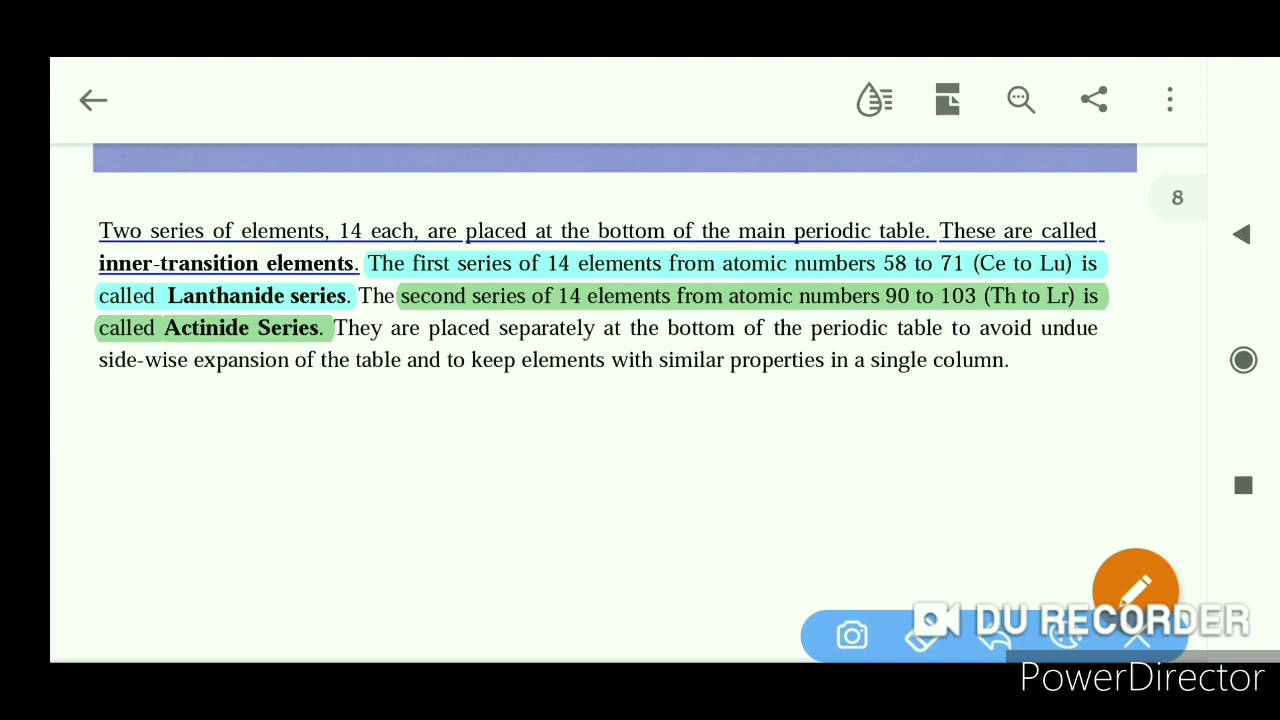 8
Two series of elements, 14 each, are placed at the bottom of the main periodic table. These are called
inner-transition elements. The first series of 14 elements from atomic numbers 58 to 71 (Ce to Lu) is
called Lanthanide series. The second series of 14 elements from atomic numbers 90 to 103 (Th to Lr) is
called Actinide Series. They are placed separately at the bottom of the periodic table to avoid undue
side-wise expansion of the table and to keep elements with similar properties in a single column.
DU RECORDER
PowerDirector